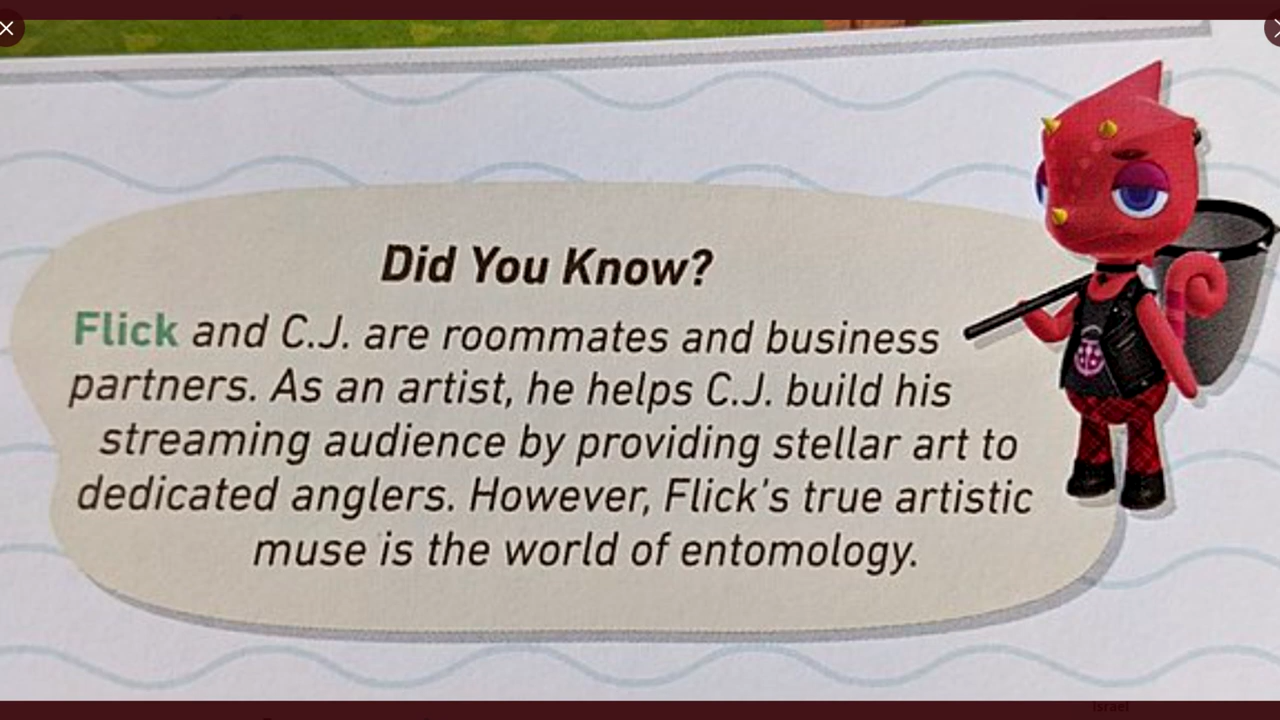 Did You Know?
Flick and C.J. are roommates and business
partners. As an artist, he helps C.J. build his
streaming audience by providing stellar art to
dedicated anglers. However, Flick's true artistic
muse is the world of entomology.
Israel